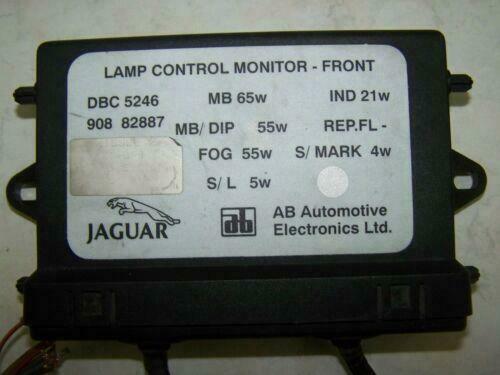 LAMP CONTROL MONITOR - FRONT
DBC 5246 MB 65w IND 21w
908 82887 MB/ DIP 55w REP.FL -
FOG 55w S/ MARK 4w
S/ L 5w
JAGUAR ab AB Automotive
Electronics Ltd.